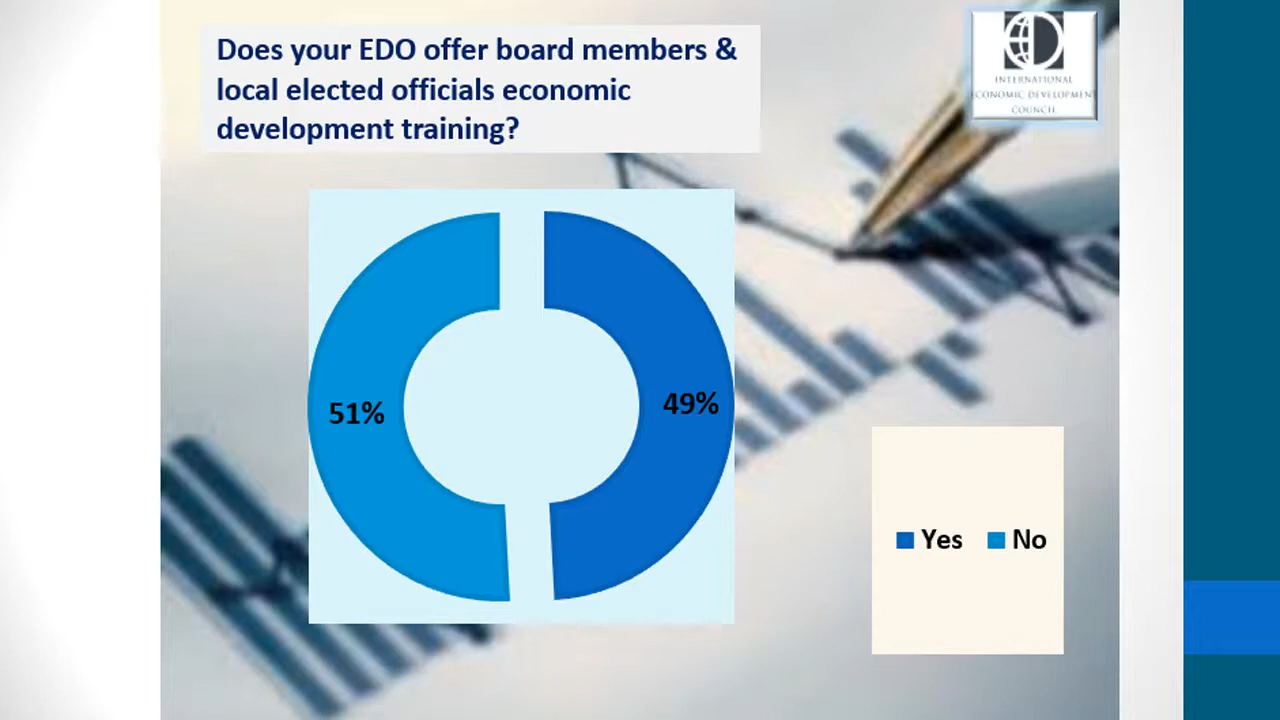 Does your EDO offer board members &
local elected officials economic
development training?
INTERNATIONAL
ECONOMIC DEVELOPMENT
COUNCIL
51%
49%
Yes
No